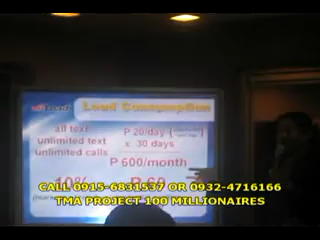 Load Consumption
all text
unlimited text
unlimited calls
P 20/day
x 30 days
P 600/month
10%
P 60
CALL 0915-6831537 OR 0932-4716166
TMA PROJECT 100 MILLIONAIRES